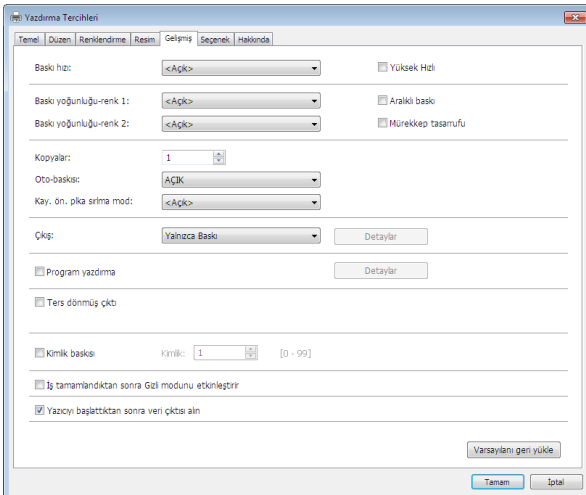 Yazdırma Tercihleri
Temel Düzen Renklendirme Resim Gelişmiş Seçenek Hakkında
Baskı hızı: <Açık> Yüksek Hızlı
Baskı yoğunluğu-renk 1: <Açık> Aralıklı baskı
Baskı yoğunluğu-renk 2: <Açık> Mürekkep tasarrufu
Kopyalar: 1
Oto-baskısı: AÇIK
Kay. ön. plka sırlma mod: <Açık>
Çıkış: Yalnızca Baskı Detaylar
Program yazdırma Detaylar
Ters dönmüş çıktı
Kimlik baskısı Kimlik: 1 [0 - 99]
İş tamamlandıktan sonra Gizli modunu etkinleştir
Yazıcıyı başlattıktan sonra veri çıktısı alın
Varsayılanı geri yükle
Tamam İptal